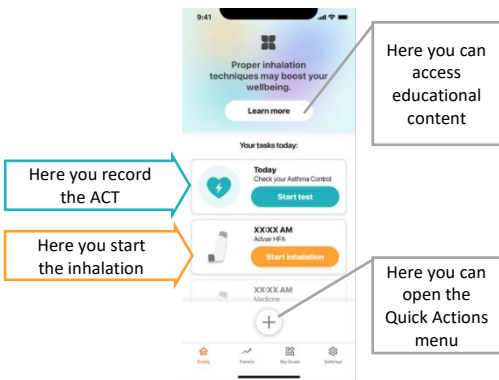 9:41
Proper inhalation
techniques may boost your
wellbeing.
Learn more
Here you can
access
educational
content
Your tasks today:
Here you record
the ACT
Today
Check your Asthma Control
Start test
Here you start
the inhalation
XX:XX AM
Advair HFA
Start inhalation
XX:XX AM
Medicine
Here you can
open the
Quick Actions
menu
Today
Trends
My Goals
Settings